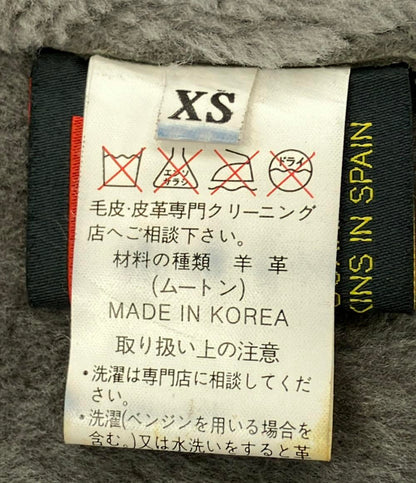 XS
エンソ
サラシ
ドライ
毛皮・皮革専門クリーニング
店へご相談下さい。
材料の種類 羊 革
(ムートン)
MADE IN KOREA
取り扱い上の注意
・洗濯は専門店に相談してくだ
さい。
・洗濯(ベンジンを用いる場合を
含む、)又は水洗いをすると革
KINS IN SPAIN